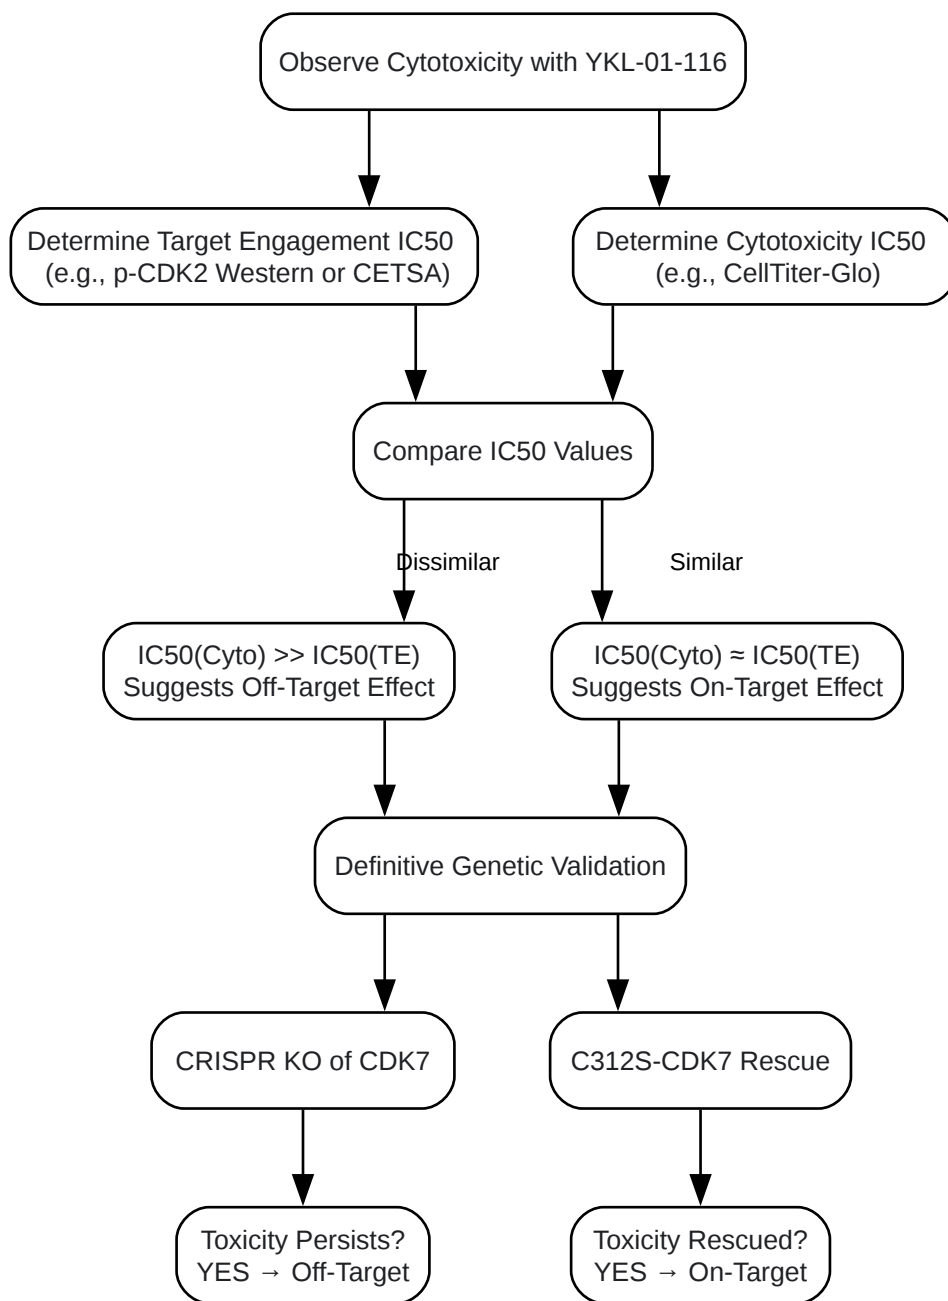 Observe Cytotoxicity with YKL-01-116
Determine Target Engagement IC50
(e.g., p-CDK2 Western or CETSA)
Determine Cytotoxicity IC50
(e.g., CellTiter-Glo)
Compare IC50 Values
Dissimilar
Similar
IC50(Cyto) >> IC50(TE)
Suggests Off-Target Effect
IC50(Cyto) ≈ IC50(TE)
Suggests On-Target Effect
Definitive Genetic Validation
CRISPR KO of CDK7
C312S-CDK7 Rescue
Toxicity Persists?
YES → Off-Target
Toxicity Rescued?
YES → On-Target